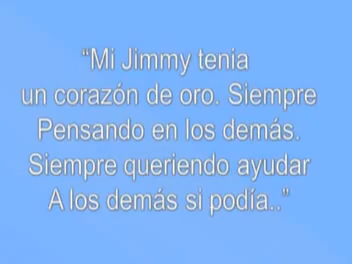 “Mi Jimmy tenia
un corazón de oro. Siempre
Pensando en los demás.
Siempre queriendo ayudar
A los demás si podía..”